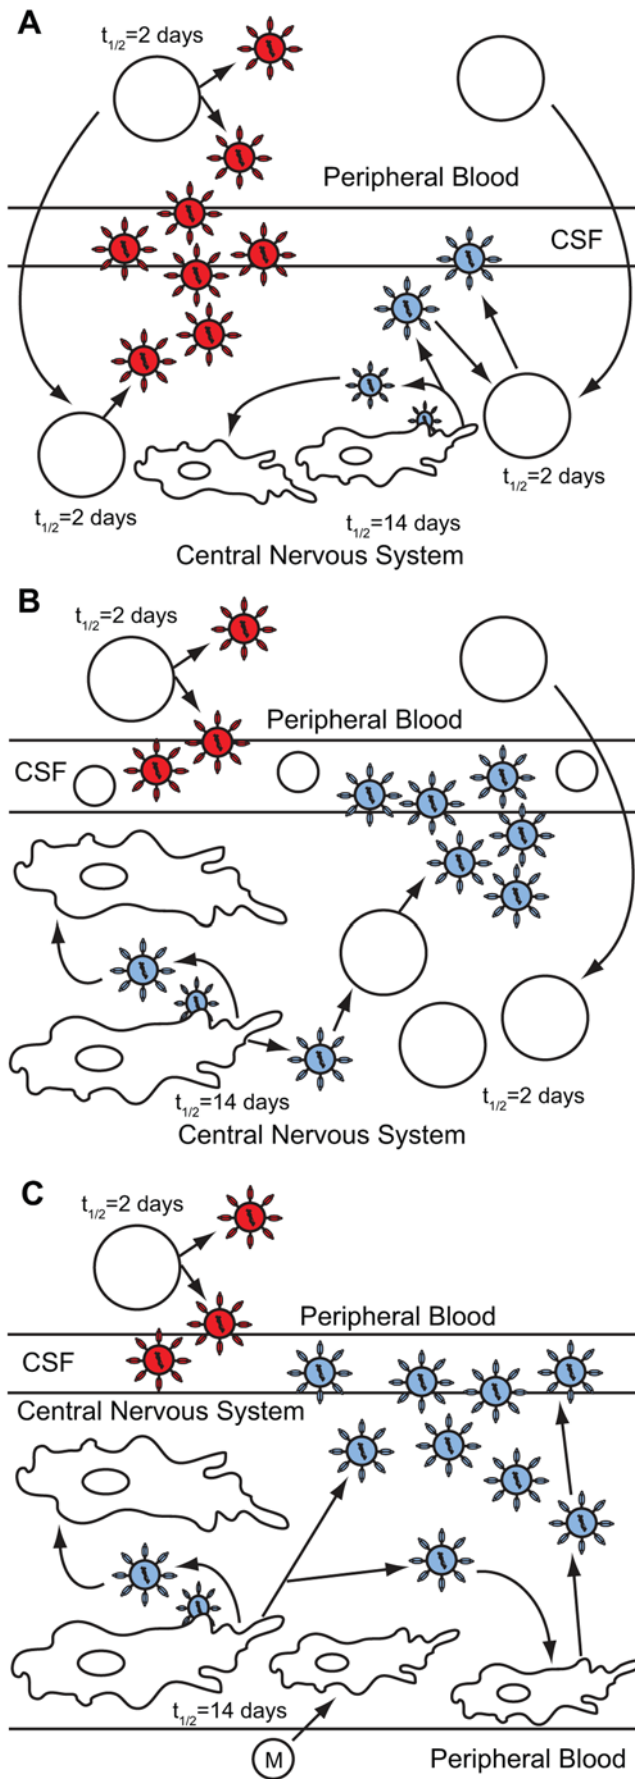 A
t1/2=2 days
Peripheral Blood
CSF
t1/2=2 days
t1/2=2 days
t1/2=14 days
Central Nervous System
B
t1/2=2 days
Peripheral Blood
CSF
t1/2=14 days
t1/2=2 days
Central Nervous System
C
t1/2=2 days
Peripheral Blood
CSF
Central Nervous System
t1/2=14 days
M
Peripheral Blood